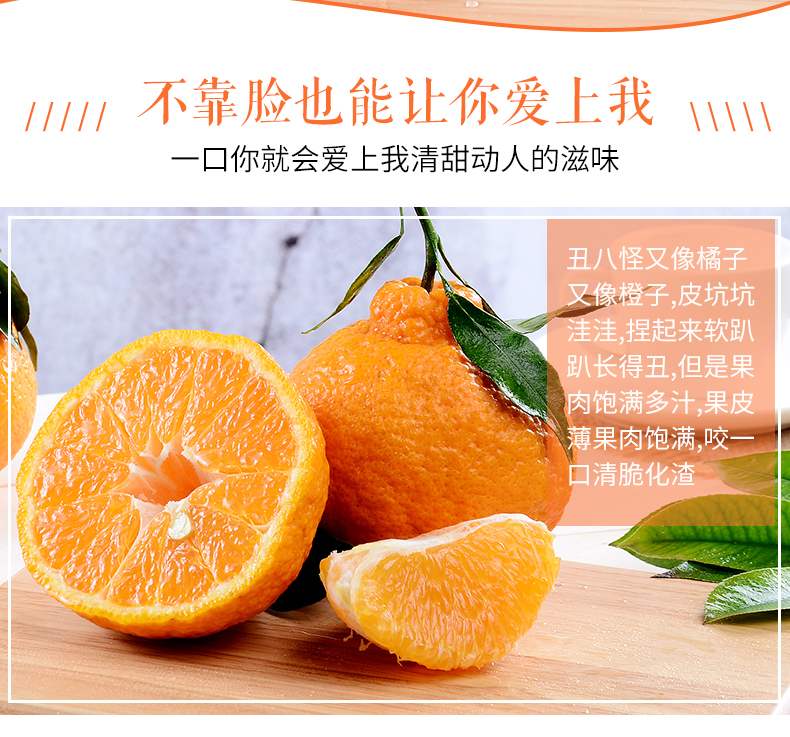 不靠脸也能让你爱上我
一口你就会爱上我清甜动人的滋味
丑八怪又像橘子
又像橙子,皮坑坑
洼洼,捏起来软趴
趴长得丑,但是果
肉饱满多汁,果皮
薄果肉饱满,咬一
口清脆化渣